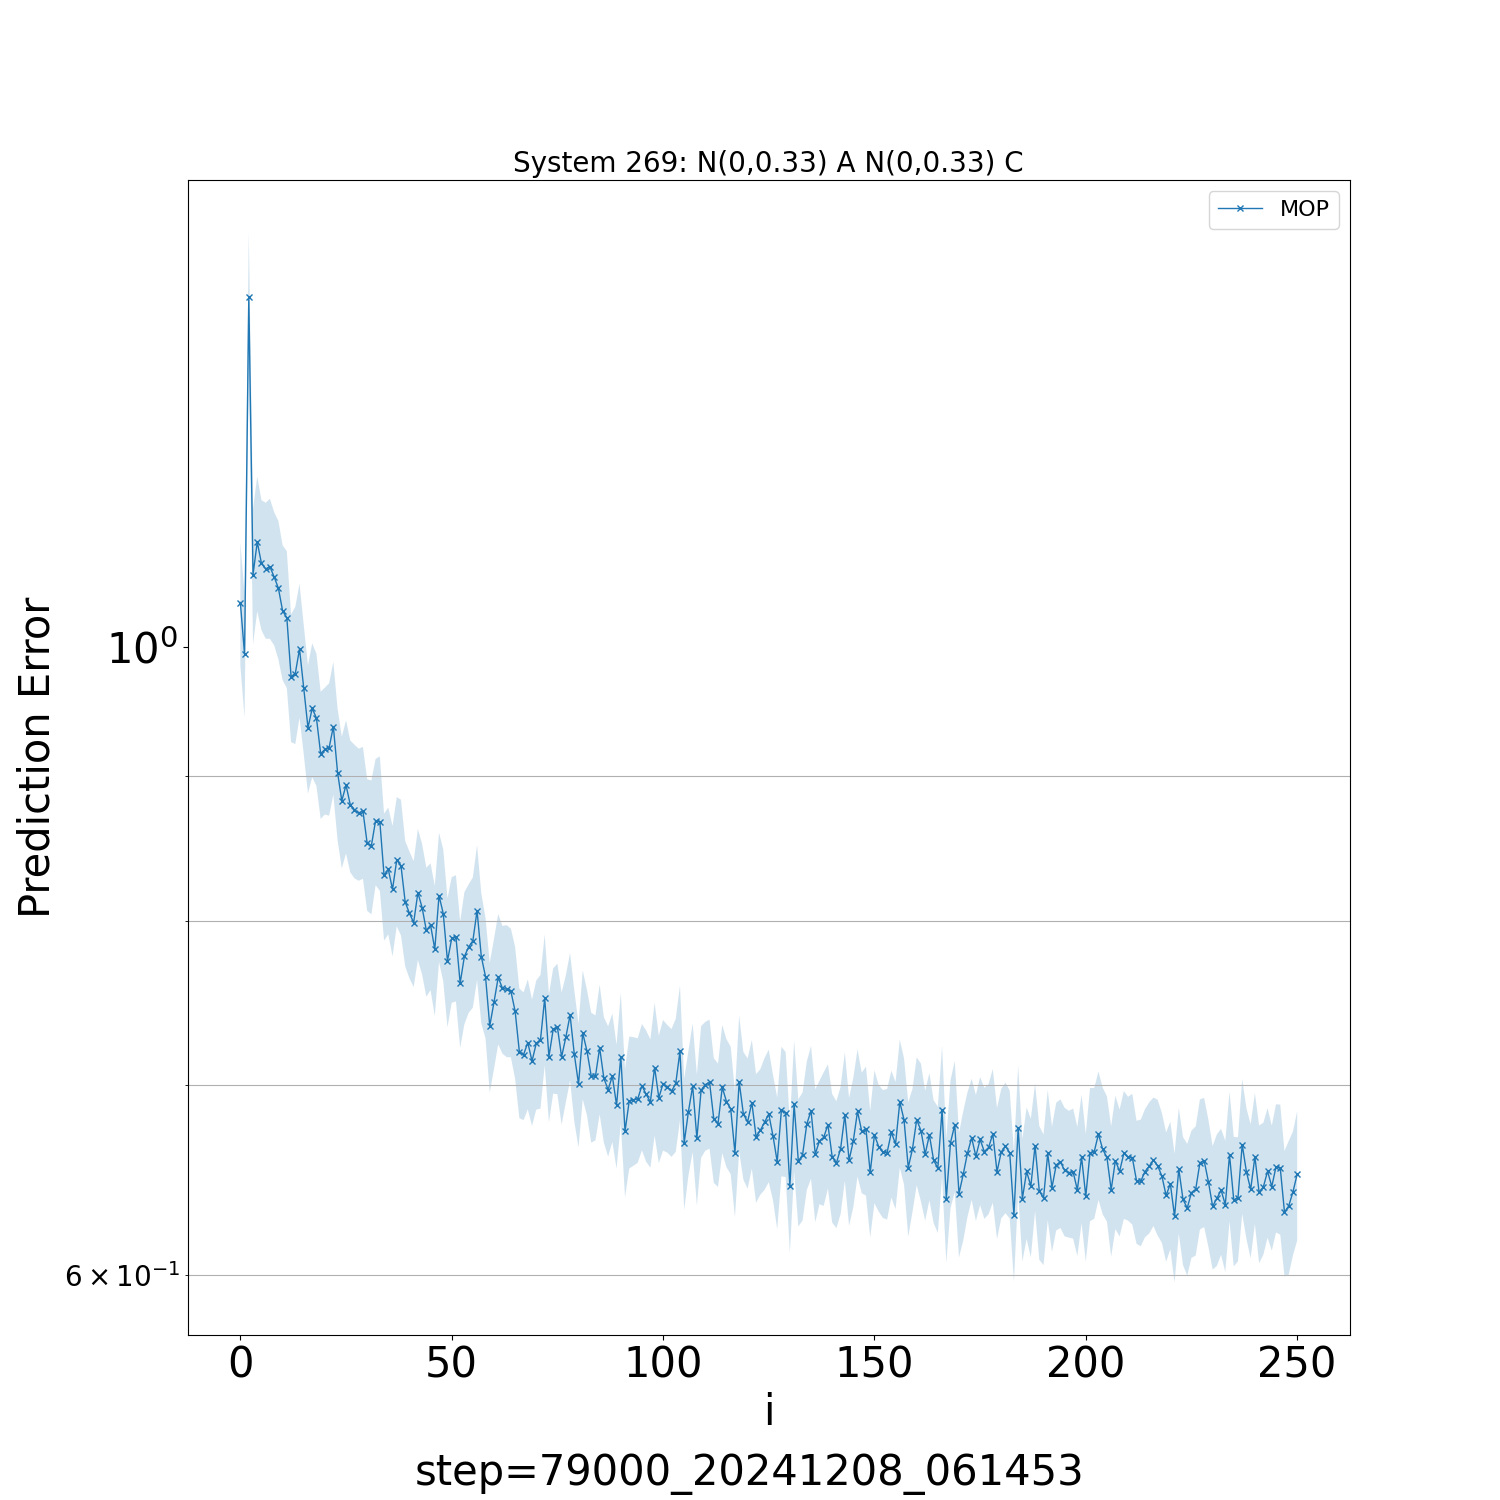 System 269: N(0,0.33) A N(0,0.33) C
MOP
Prediction Error
10⁰
6 × 10⁻¹
0 50 100 150 200 250
i
step=79000_20241208_061453